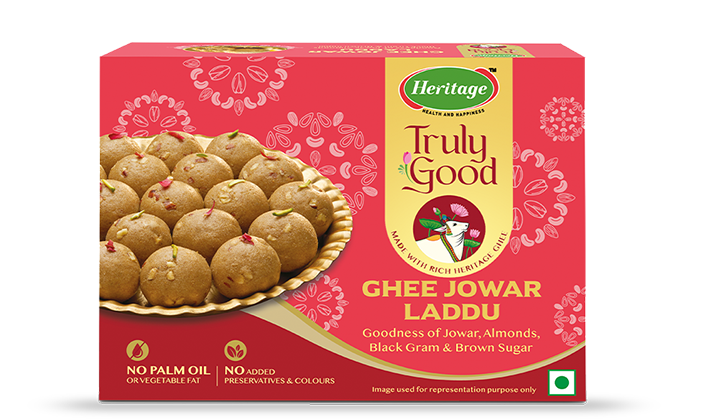 Heritage
TM
HEALTH AND HAPPINESS
Truly
Good
MADE WITH RICH HERITAGE GHEE
GHEE JOWAR
LADDU
Goodness of Jowar, Almonds,
Black Gram & Brown Sugar
NO PALM OIL
OR VEGETABLE FAT
NO ADDED
PRESERVATIVES & COLOURS
Image used for representation purpose only